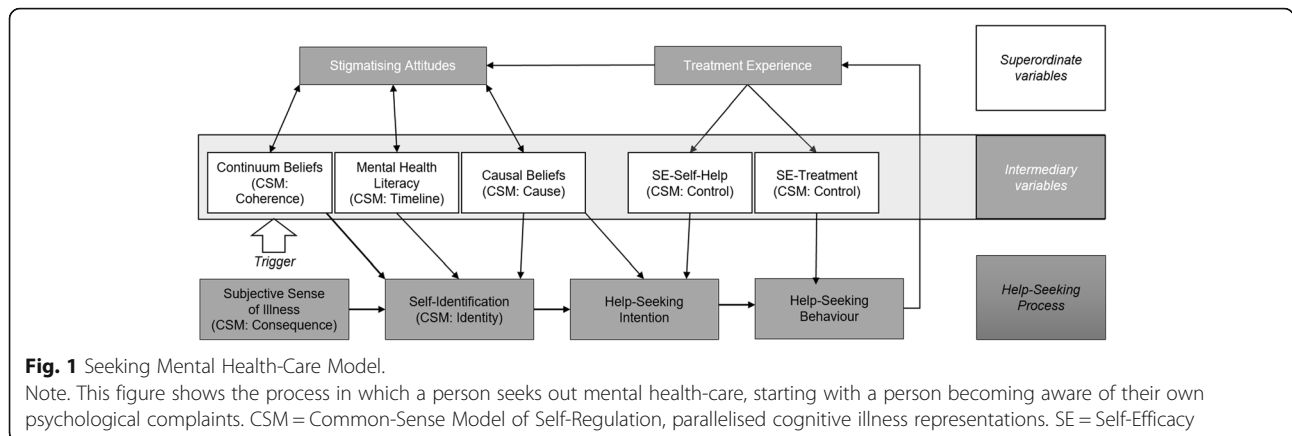 Stigmatising Attitudes
Treatment Experience
Superordinate
variables
Continuum Beliefs
(CSM:
Coherence)
Mental Health
Literacy
(CSM: Timeline)
Causal Beliefs
(CSM: Cause)
SE-Self-Help
(CSM: Control)
SE-Treatment
(CSM: Control)
Intermediary
variables
Trigger
Subjective Sense
of Illness
(CSM: Consequence)
Self-Identification
(CSM: Identity)
Help-Seeking
Intention
Help-Seeking
Behaviour
Help-Seeking
Process
Fig. 1 Seeking Mental Health-Care Model.
Note. This figure shows the process in which a person seeks out mental health-care, starting with a person becoming aware of their own
psychological complaints. CSM = Common-Sense Model of Self-Regulation, parallelised cognitive illness representations. SE = Self-Efficacy